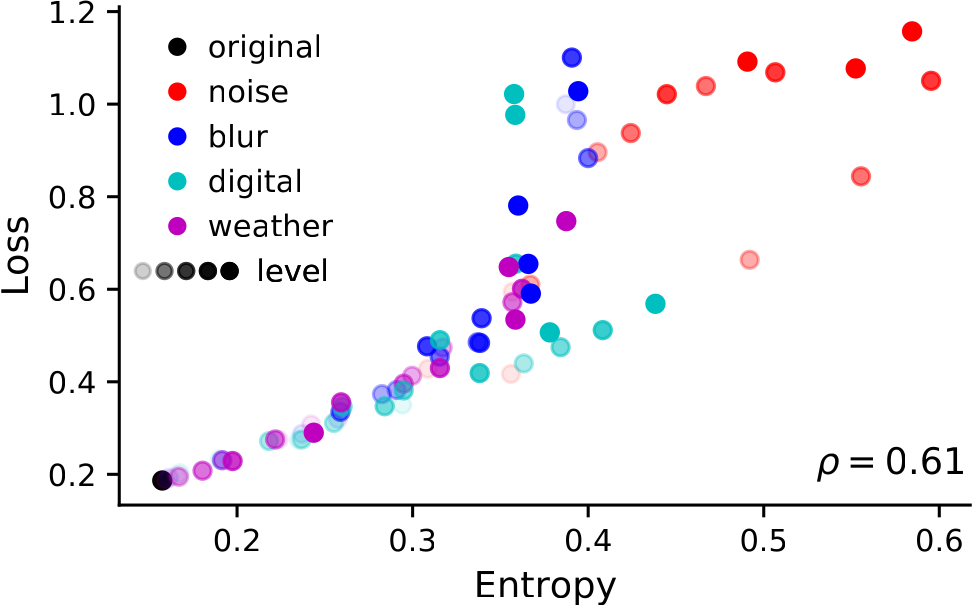 1.2
1.0
0.8
0.6
0.4
0.2
Loss
original
noise
blur
digital
weather
level
ρ = 0.61
0.2 0.3 0.4 0.5 0.6
Entropy